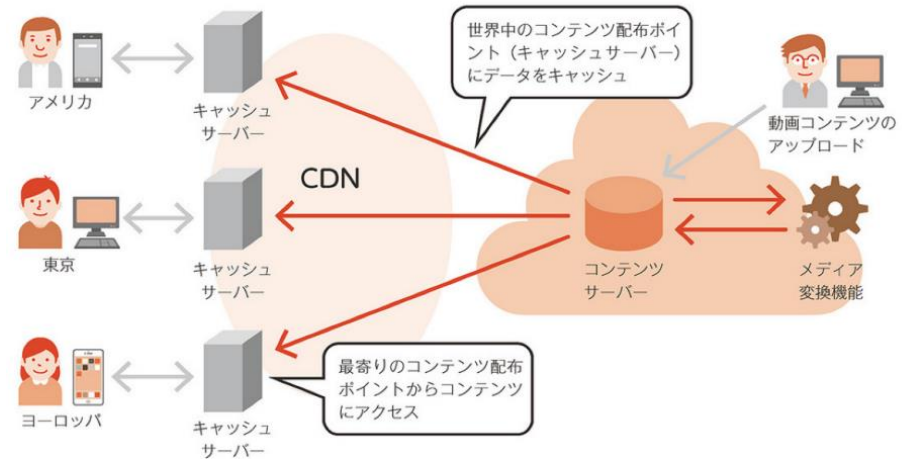 世界中のコンテンツ配布ポ
イント（キャッシュサーバー）
にデータをキャッシュ
アメリカ
キャッシュ
サーバー
動画コンテンツの
アップロード
CDN
東京
キャッシュ
サーバー
コンテンツ
サーバー
メディア
変換機能
最寄りのコンテンツ配布
ポイントからコンテンツ
にアクセス
ヨーロッパ
キャッシュ
サーバー